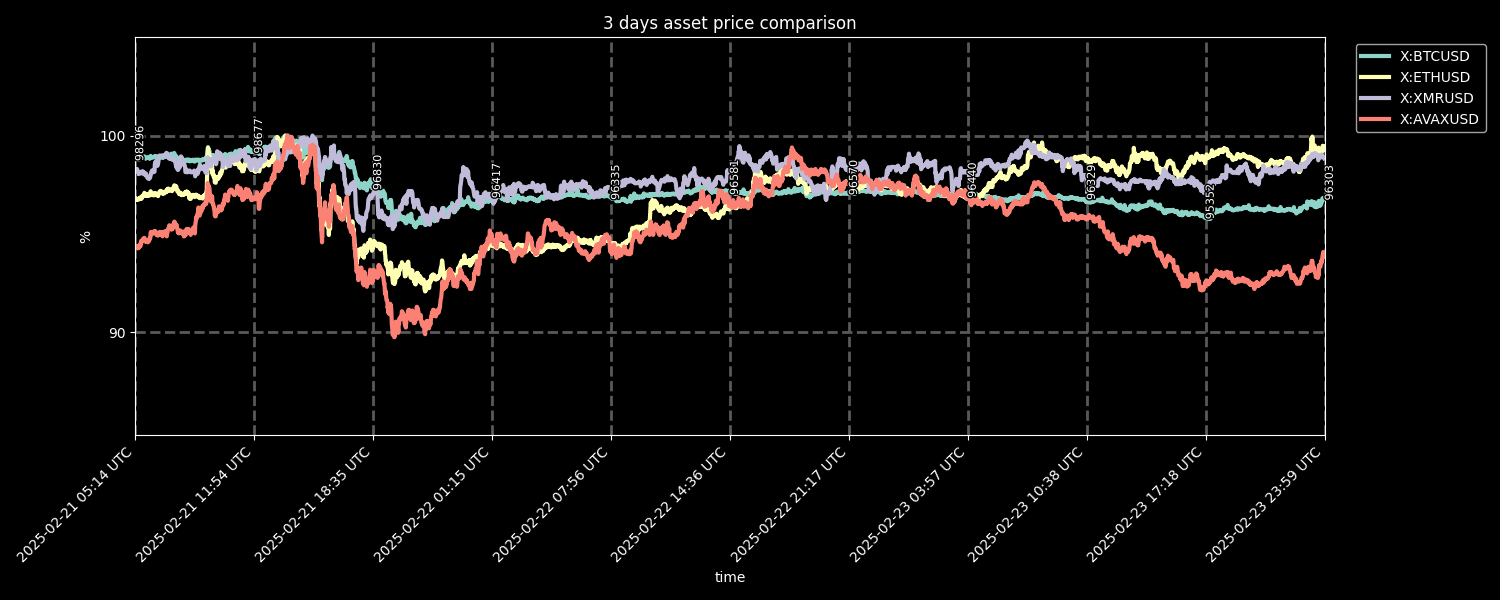 3 days asset price comparison
X:BTCUSD
X:ETHUSD
X:XMRUSD
X:AVAXUSD
100
90
%
98296
98677
96830
96417
96335
96581
96570
96440
96329
95352
96303
2025-02-21 05:14 UTC
2025-02-21 11:54 UTC
2025-02-21 18:35 UTC
2025-02-22 01:15 UTC
2025-02-22 07:56 UTC
2025-02-22 14:36 UTC
2025-02-22 21:17 UTC
2025-02-23 03:57 UTC
2025-02-23 10:38 UTC
2025-02-23 17:18 UTC
2025-02-23 23:59 UTC
time